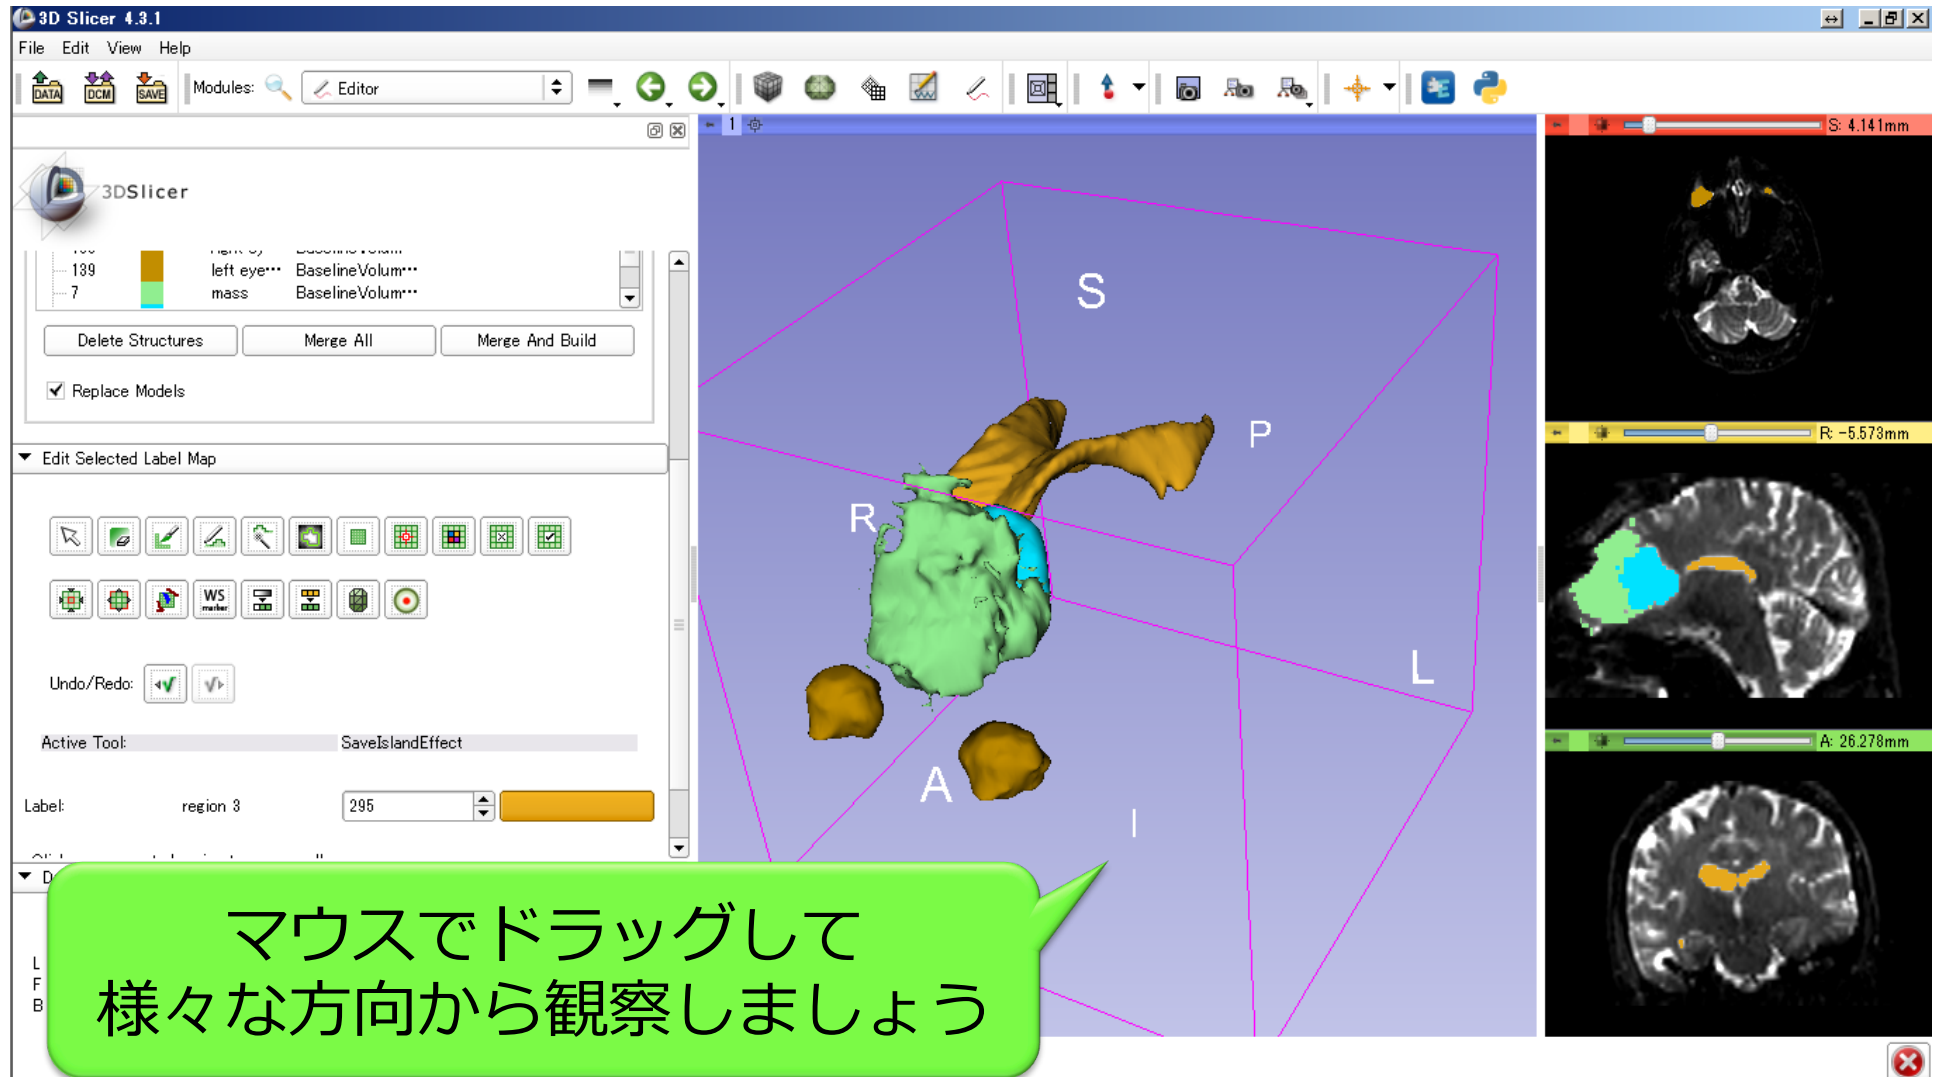 3D Slicer 4.3.1
File Edit View Help
DATA DCM SAVE Modules: Editor
1
S: 4.141mm
3DSlicer
139 left eye… BaselineVolum…
7 mass BaselineVolum…
Delete Structures Merge All Merge And Build
Replace Models
Edit Selected Label Map
WS
marker
Undo/Redo:
Active Tool: SaveIslandEffect
Label: region 3 295
S
P
R
L
A
I
R: -5.573mm
A: 26.278mm
D
L
F
B
マウスでドラッグして
様々な方向から観察しましょう